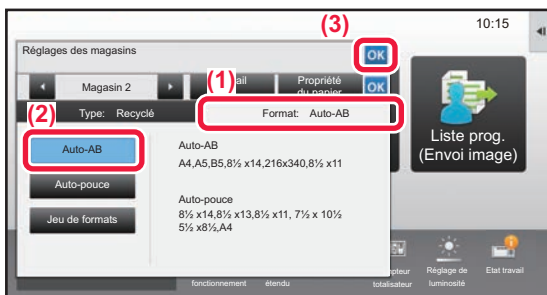 (3)
10:15
Réglages des magasins
OK
(1)
Magasin 2
Propriété du papier
OK
(2)
Type: Recyclé
Format: Auto-AB
Auto-AB
Auto-AB
A4,A5,B5,8½ x14,216x340,8½ x11
Auto-pouce
Auto-pouce
8½ x14,8½ x13,8½ x11, 7½ x 10½
5½ x8½,A4
Jeu de formats
Liste prog.
(Envoi image)
fonctionnement
étendu
totalisateur
Réglage de
luminosité
Etat travail